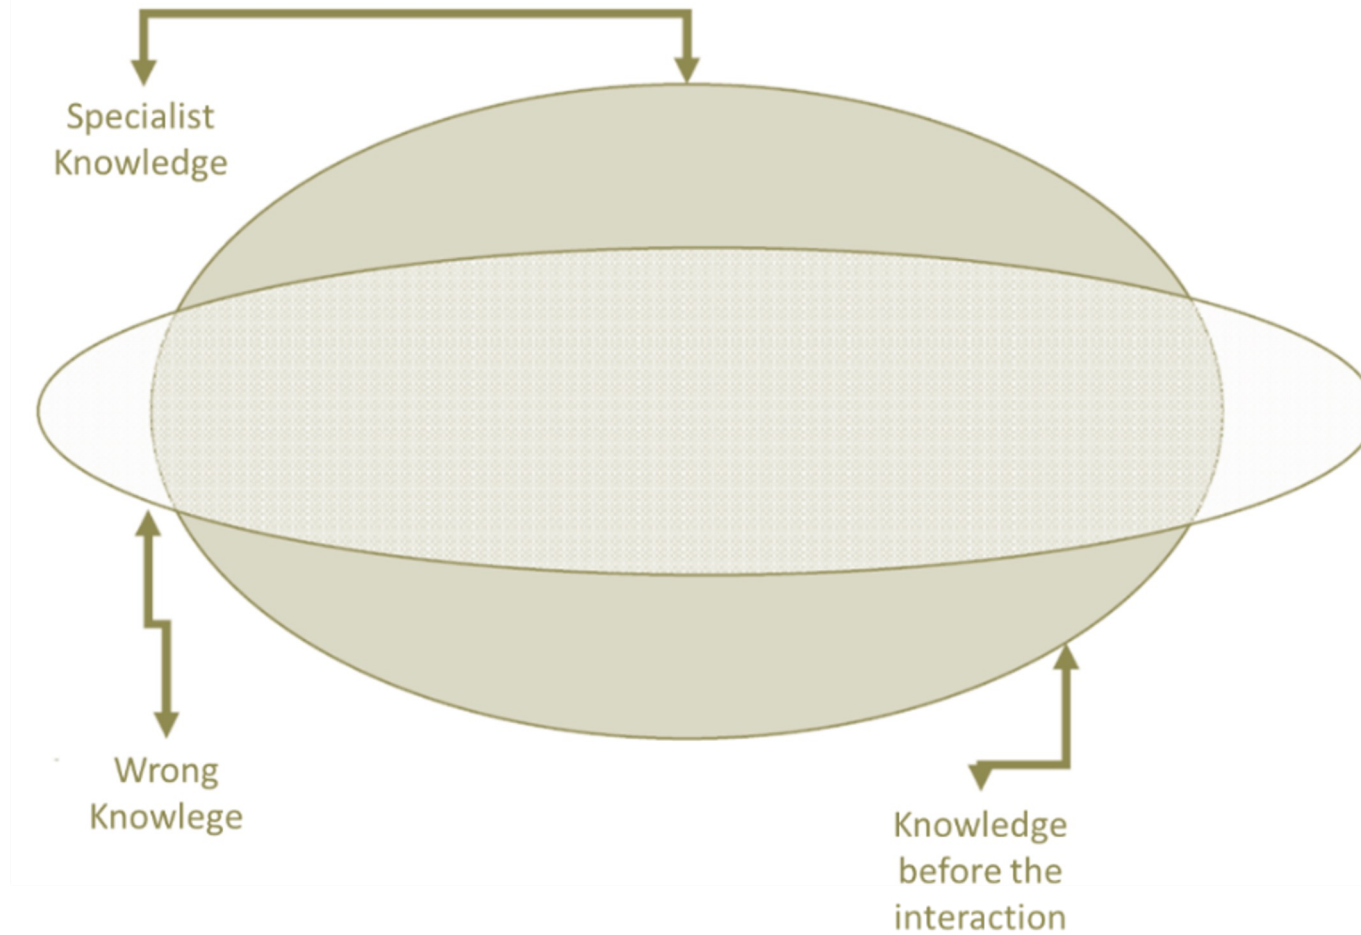 Specialist
Knowledge
Wrong
Knowlege
Knowledge
before the
interaction